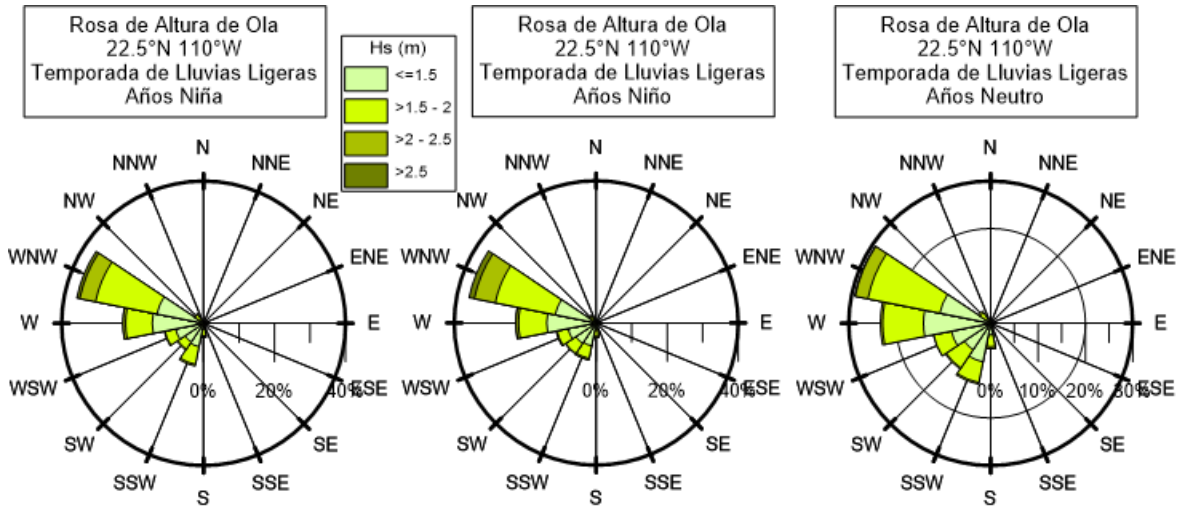 Rosa de Altura de Ola
22.5°N 110°W
Temporada de Lluvias Ligeras
Años Niña
Hs (m)
<=1.5
>1.5 - 2
>2 - 2.5
>2.5
Rosa de Altura de Ola
22.5°N 110°W
Temporada de Lluvias Ligeras
Años Niño
Rosa de Altura de Ola
22.5°N 110°W
Temporada de Lluvias Ligeras
Años Neutro
N
NNE
NE
ENE
E
ESE
SE
SSE
S
SSW
SW
WSW
W
WNW
NW
NNW
0%
20%
40%
N
NNE
NE
ENE
E
ESE
SE
SSE
S
SSW
SW
WSW
W
WNW
NW
NNW
0%
20%
40%
N
NNE
NE
ENE
E
ESE
SE
SSE
S
SSW
SW
WSW
W
WNW
NW
NNW
0%
10%
20%
30%